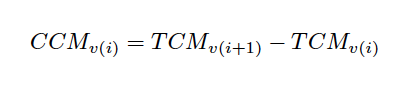 CCM_{v(i)} = TCM_{v(i+1)} − TCM_{v(i)}